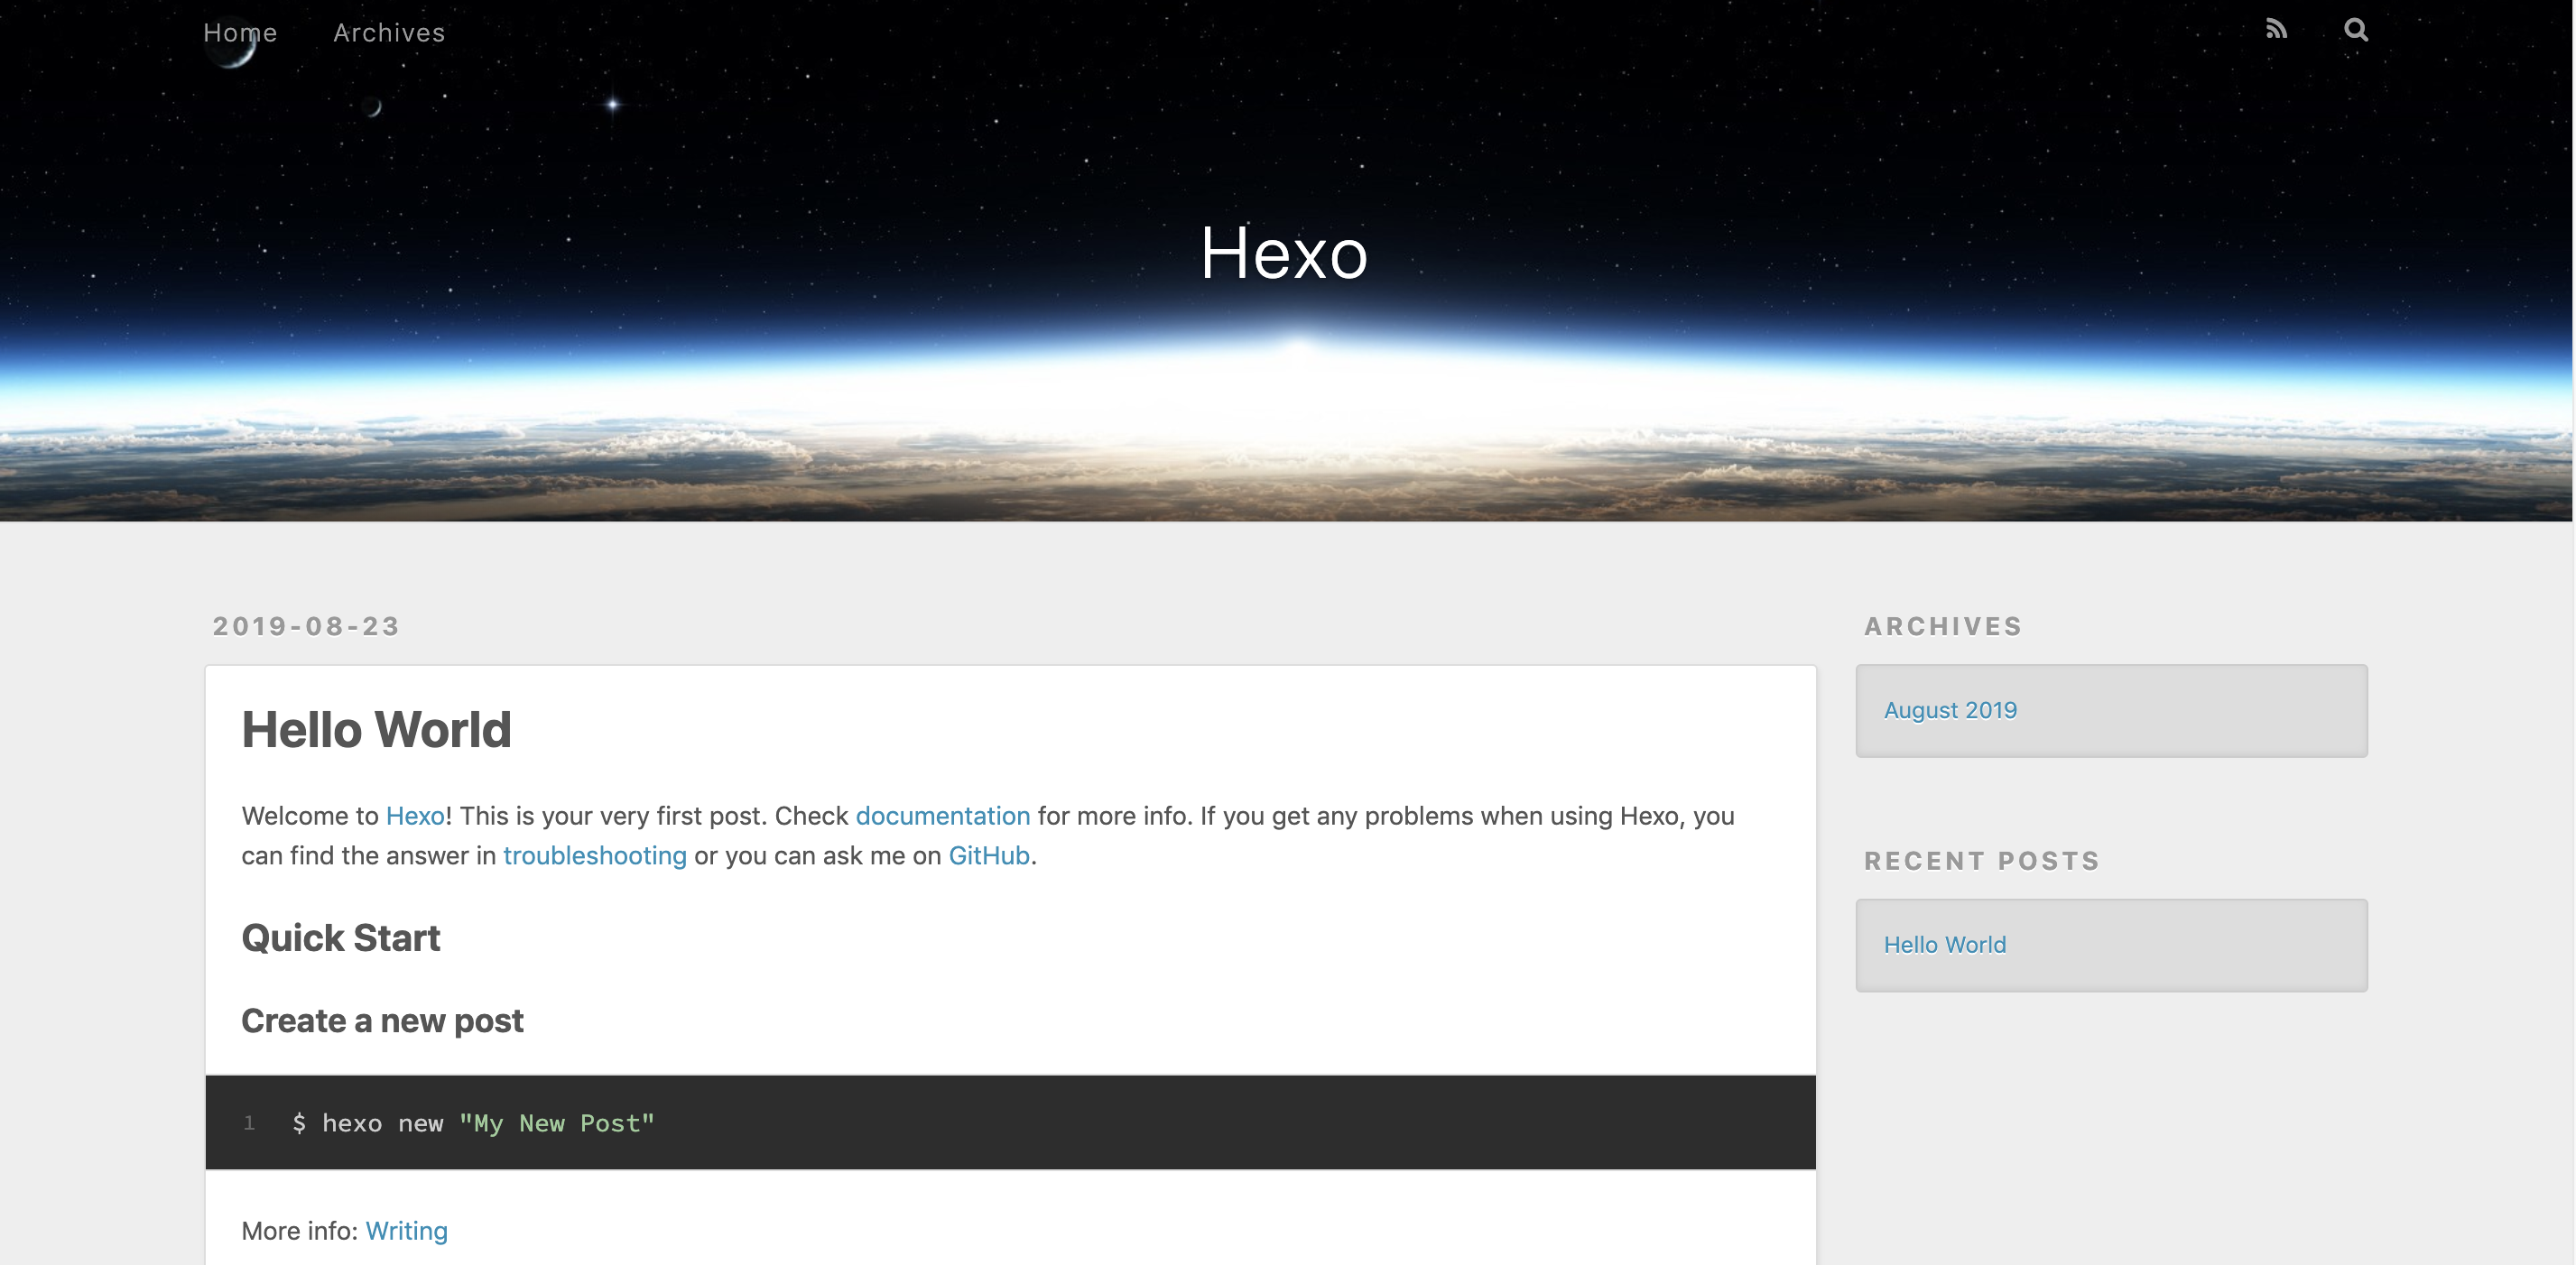 Home Archives
Hexo
2019-08-23
Hello World
Welcome to Hexo! This is your very first post. Check documentation for more info. If you get any problems when using Hexo, you
can find the answer in troubleshooting or you can ask me on GitHub.
Quick Start
Create a new post
1 $ hexo new "My New Post"
More info: Writing
ARCHIVES
August 2019
RECENT POSTS
Hello World